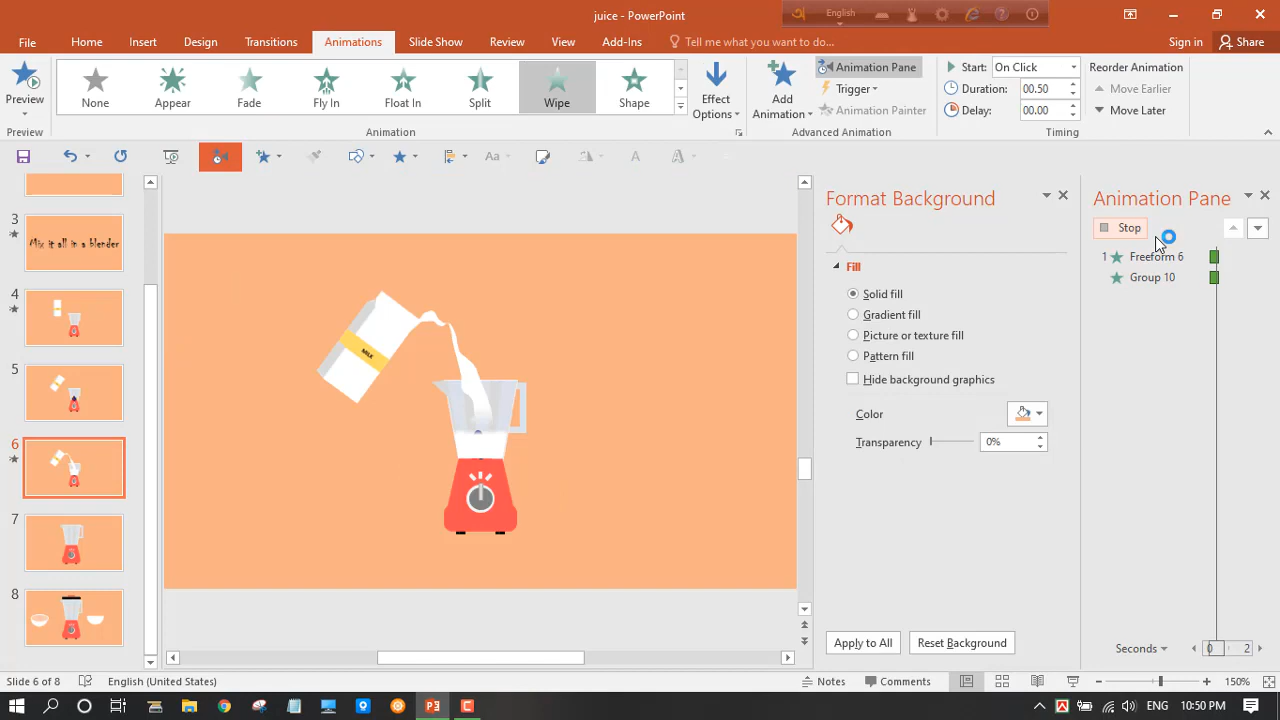 juice - PowerPoint
English
File
Home
Insert
Design
Transitions
Animations
Slide Show
Review
View
Add-Ins
Tell me what you want to do...
Sign in
Share
Preview
None
Appear
Fade
Fly In
Float In
Split
Wipe
Shape
Effect Options
Add Animation
Animation Pane
Trigger
Animation Painter
Start: On Click
Duration: 00.50
Delay: 00.00
Reorder Animation
Move Earlier
Move Later
Preview
Animation
Advanced Animation
Timing
Aa
A
A
3
Mix it all in a blender
4
5
6
7
8
MILK
Format Background
Fill
Solid fill
Gradient fill
Picture or texture fill
Pattern fill
Hide background graphics
Color
Transparency
0%
Apply to All
Reset Background
Animation Pane
Stop
1 Freeform 6
Group 10
Seconds
0
2
Slide 6 of 8
English (United States)
Notes
Comments
150%
ENG
10:50 PM